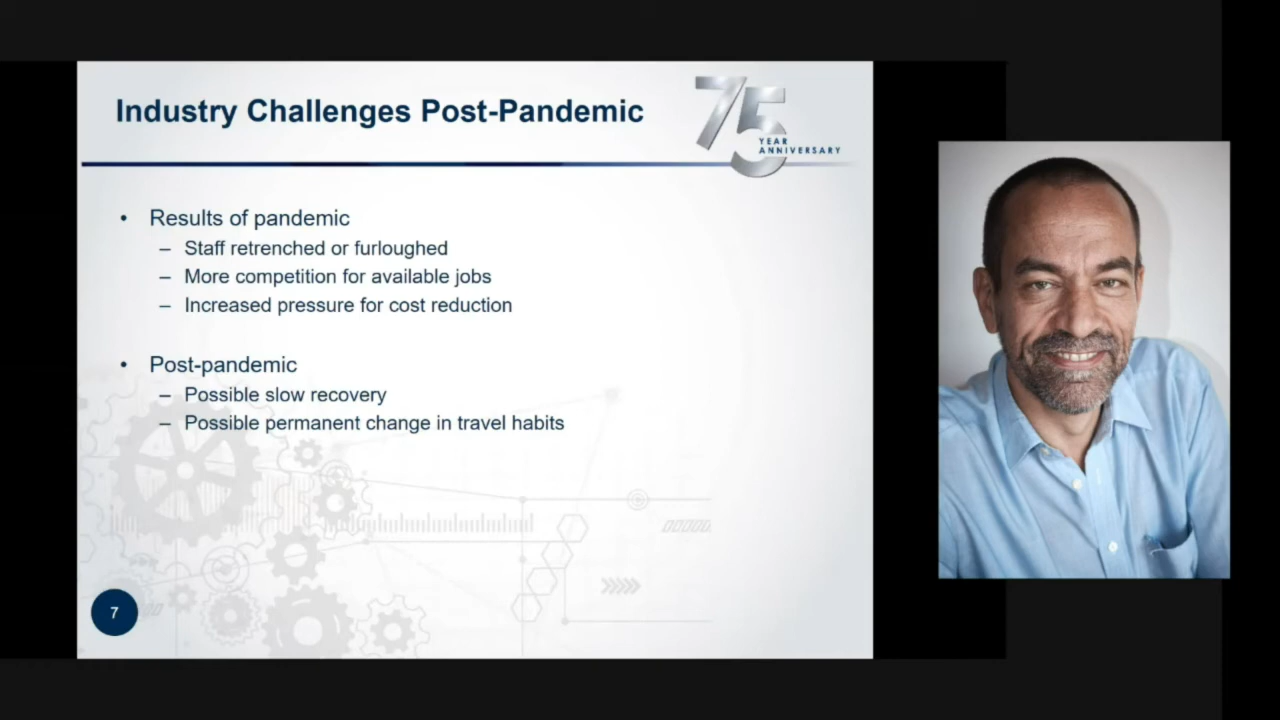 Industry Challenges Post-Pandemic
75
YEAR
ANNIVERSARY
• Results of pandemic
– Staff retrenched or furloughed
– More competition for available jobs
– Increased pressure for cost reduction
• Post-pandemic
– Possible slow recovery
– Possible permanent change in travel habits
7